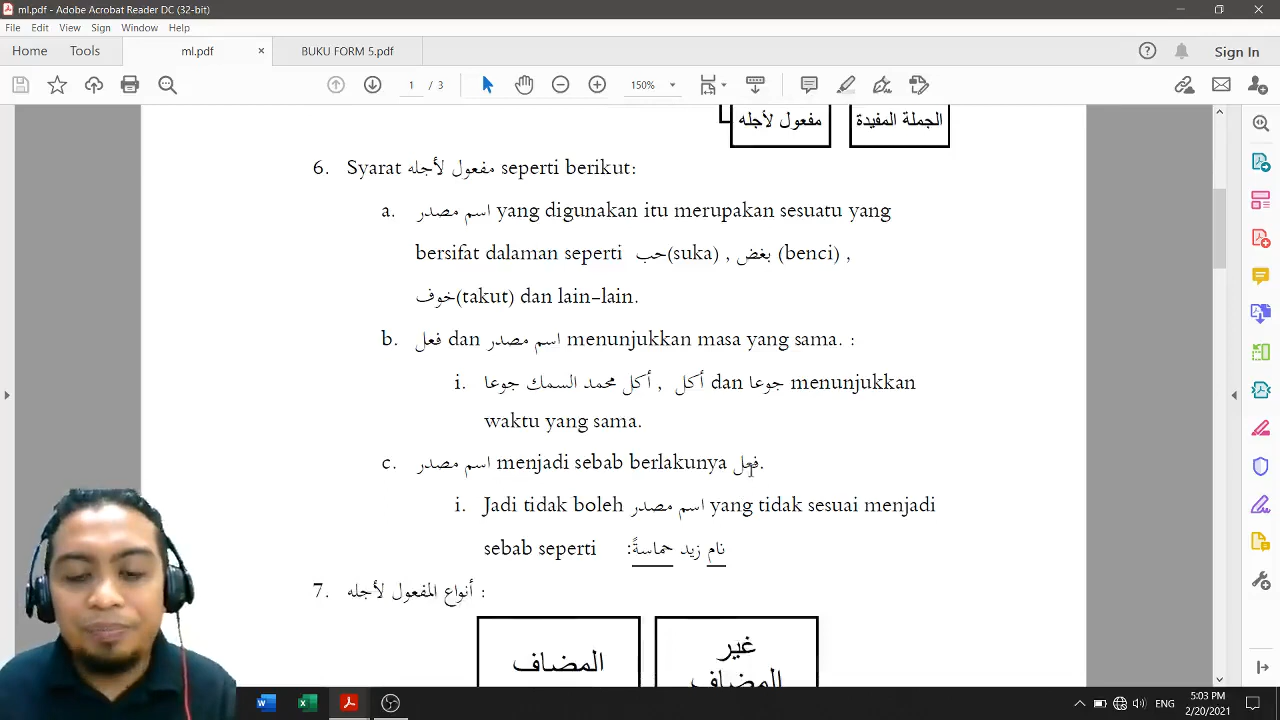 ml.pdf - Adobe Acrobat Reader DC (32-bit)
File Edit View Sign Window Help
Home Tools ml.pdf × BUKU FORM 5.pdf Sign In
1 / 3 150%
مفعول لأجله الجملة المفيدة
6. Syarat مفعول لأجله seperti berikut:
a. اسم مصدر yang digunakan itu merupakan sesuatu yang
bersifat dalaman seperti حب(suka) , بغض (benci) ,
خوف(takut) dan lain-lain.
b. فعل dan اسم مصدر menunjukkan masa yang sama. :
i. أكل محمد السمك جوعا , أكل dan جوعا menunjukkan
waktu yang sama.
c. اسم مصدر menjadi sebab berlakunya فعل.
i. Jadi tidak boleh اسم مصدر yang tidak sesuai menjadi
sebab seperti :نام زيد حماسةً
7. أنواع المفعول لأجله :
المضاف غير
المضاف
ENG 5:03 PM
2/20/2021